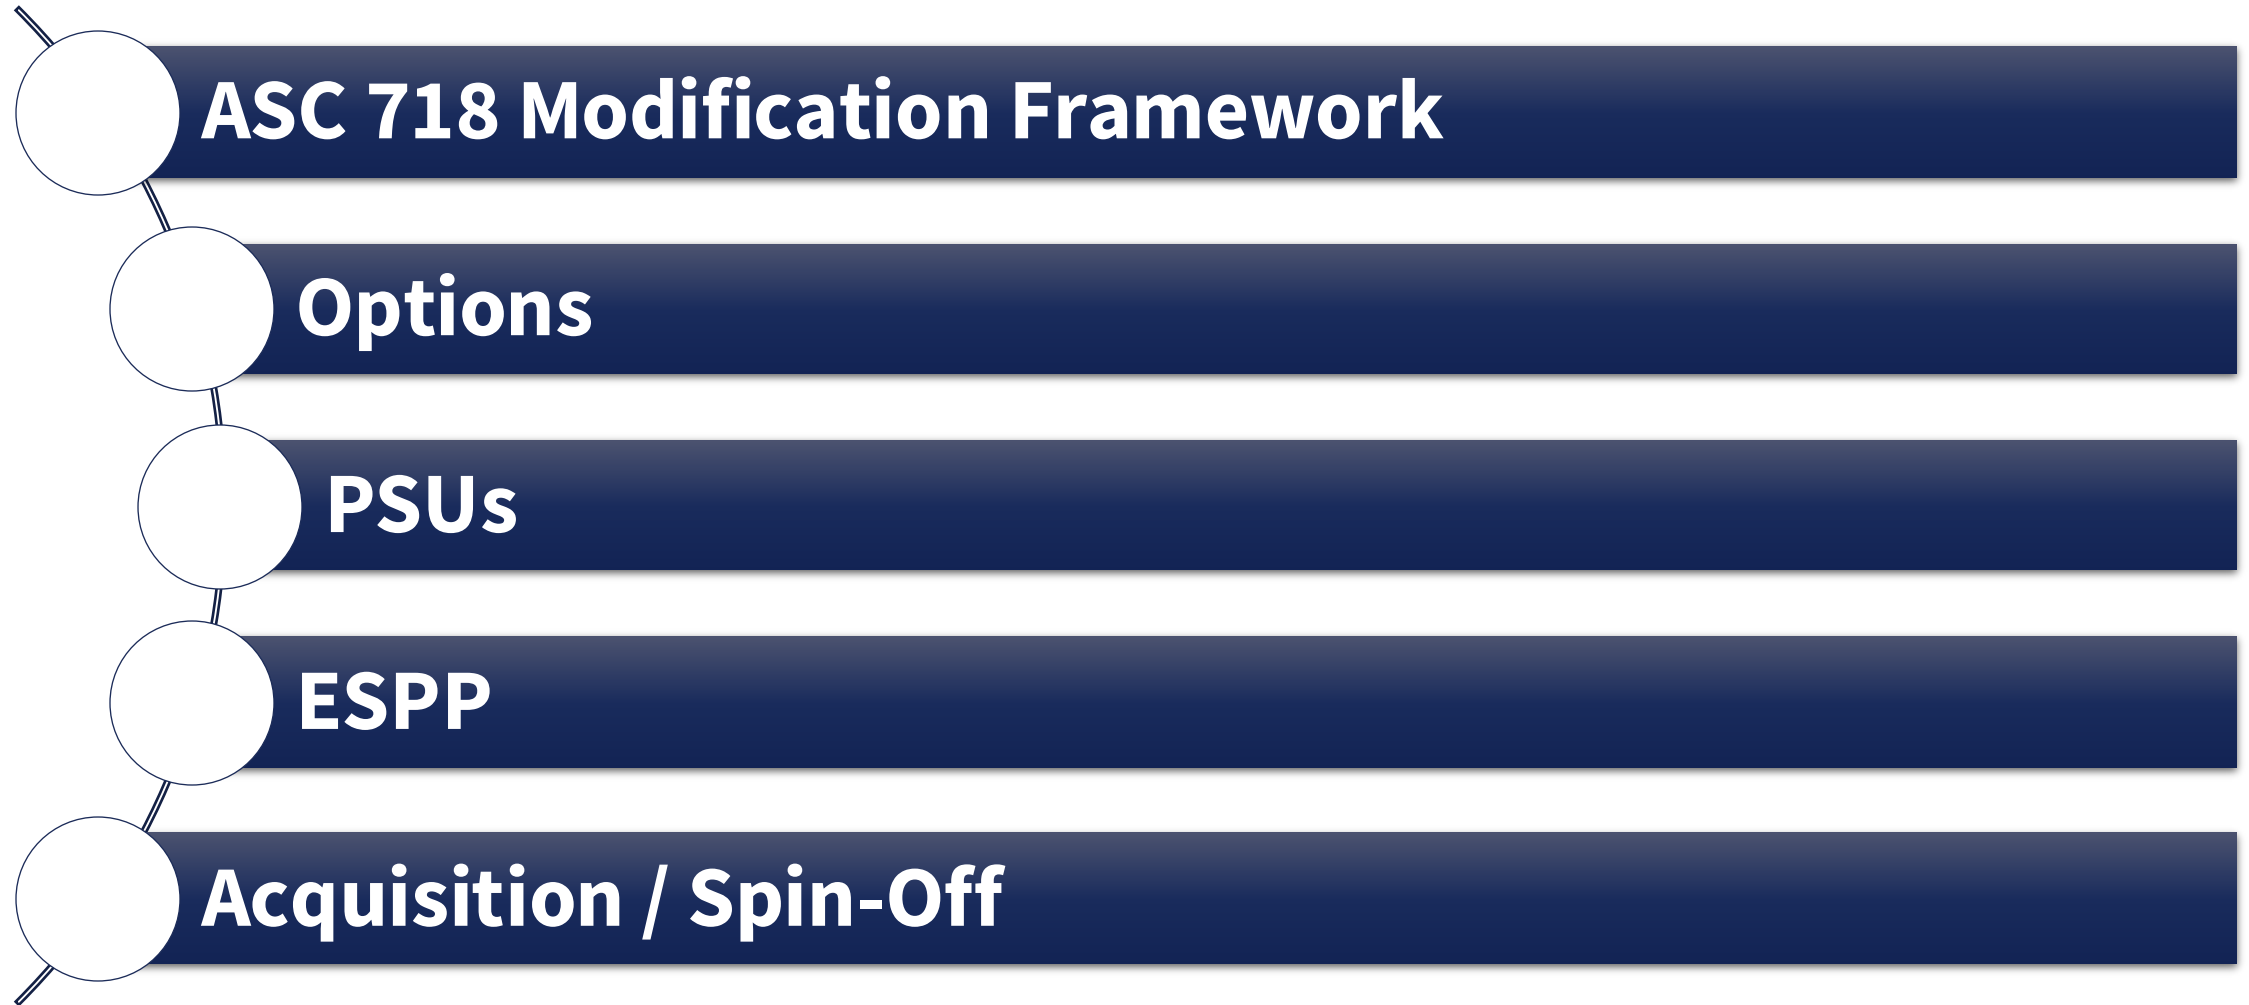 ASC 718 Modification Framework
Options
PSUs
ESPP
Acquisition / Spin-Off